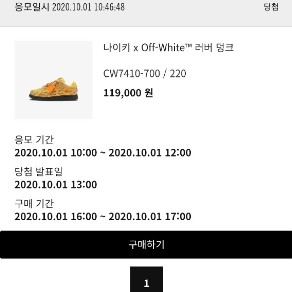 응모일시 2020.10.01 10:46:48 당첨
나이키 x Off-White™ 러버 덩크
CW7410-700 / 220
119,000 원
응모 기간
2020.10.01 10:00 ~ 2020.10.01 12:00
당첨 발표일
2020.10.01 13:00
구매 기간
2020.10.01 16:00 ~ 2020.10.01 17:00
구매하기
1